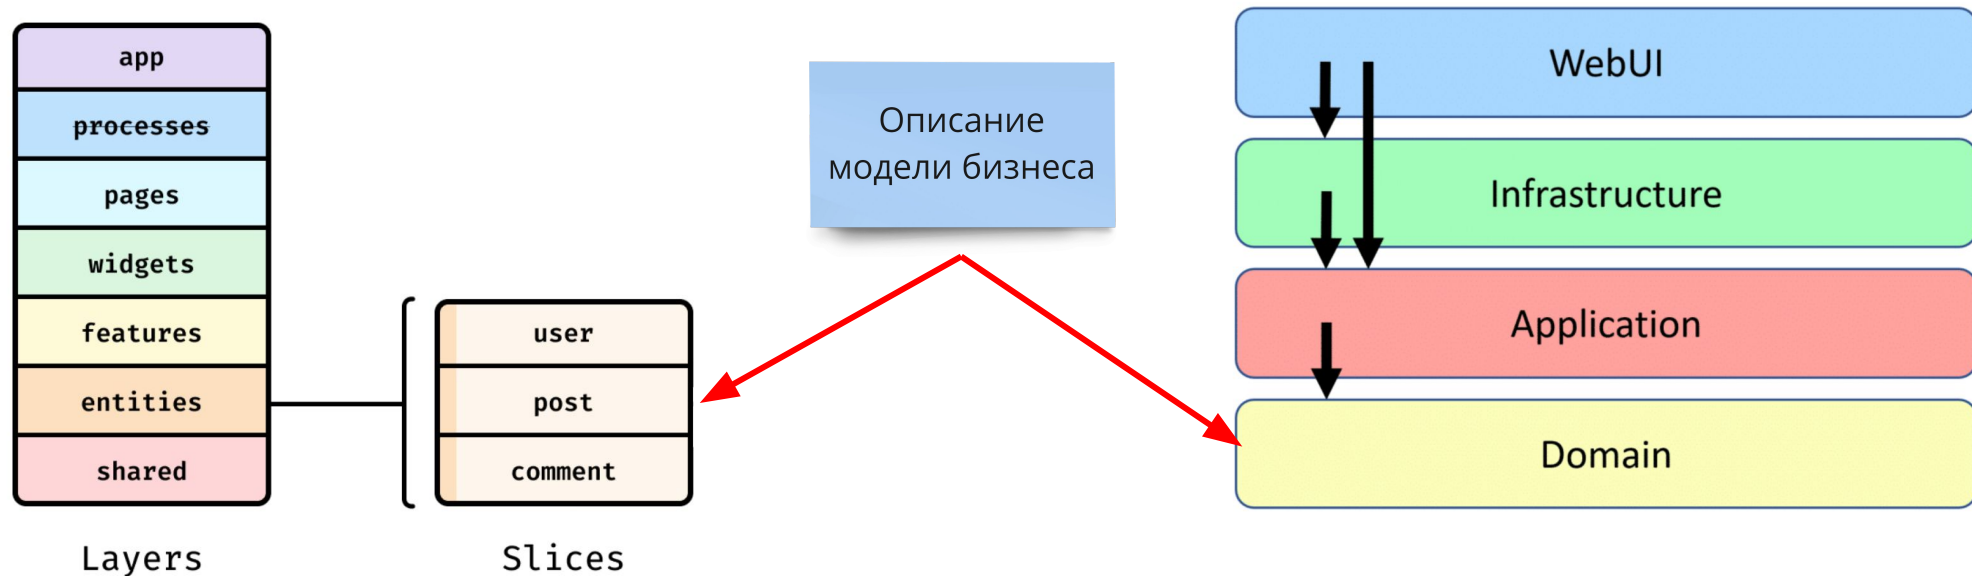 app
processes
pages
widgets
features
entities
shared
Layers
user
post
comment
Slices
Описание
модели бизнеса
WebUI
Infrastructure
Application
Domain